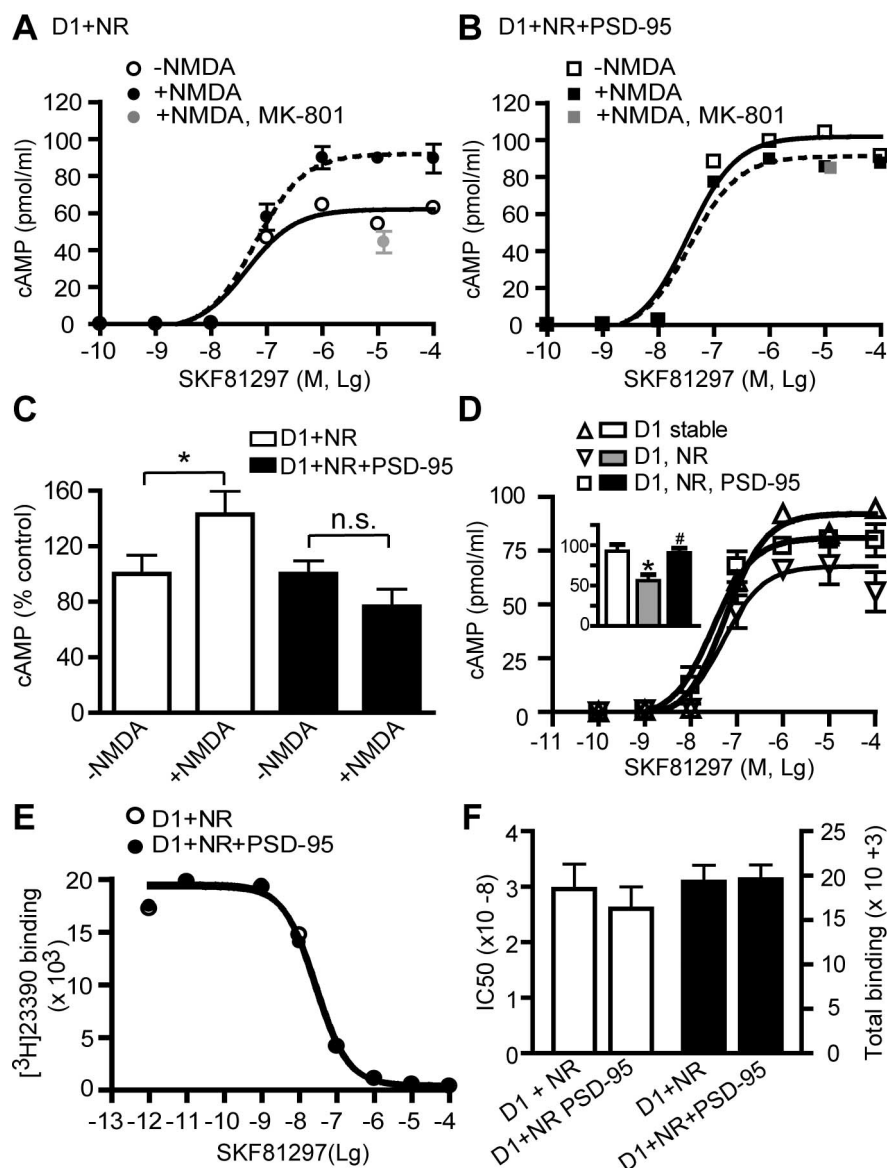 A D1+NR
-NMDA
+NMDA
+NMDA, MK-801
cAMP (pmol/ml)
120
100
80
60
40
20
0
-10 -9 -8 -7 -6 -5 -4
SKF81297 (M, Lg)
B D1+NR+PSD-95
-NMDA
+NMDA
+NMDA, MK-801
cAMP (pmol/ml)
120
100
80
60
40
20
0
-10 -9 -8 -7 -6 -5 -4
SKF81297 (M, Lg)
C
D1+NR
D1+NR+PSD-95
*
n.s.
cAMP (% control)
160
120
80
40
0
-NMDA +NMDA -NMDA +NMDA
D
D1 stable
D1, NR
D1, NR, PSD-95
cAMP (pmol/ml)
100
75
50
25
0
100
50
0
* #
-11 -10 -9 -8 -7 -6 -5 -4
SKF81297 (M, Lg)
E
D1+NR
D1+NR+PSD-95
[³H]23390 binding
(x 10³)
20
15
10
5
0
-13 -12 -11 -10 -9 -8 -7 -6 -5 -4
SKF81297(Lg)
F
IC50 (x10 -8)
4
3
2
1
0
Total binding (x 10 +3)
25
20
15
10
5
0
D1 + NR
D1+NR PSD-95
D1+NR
D1+NR+PSD-95